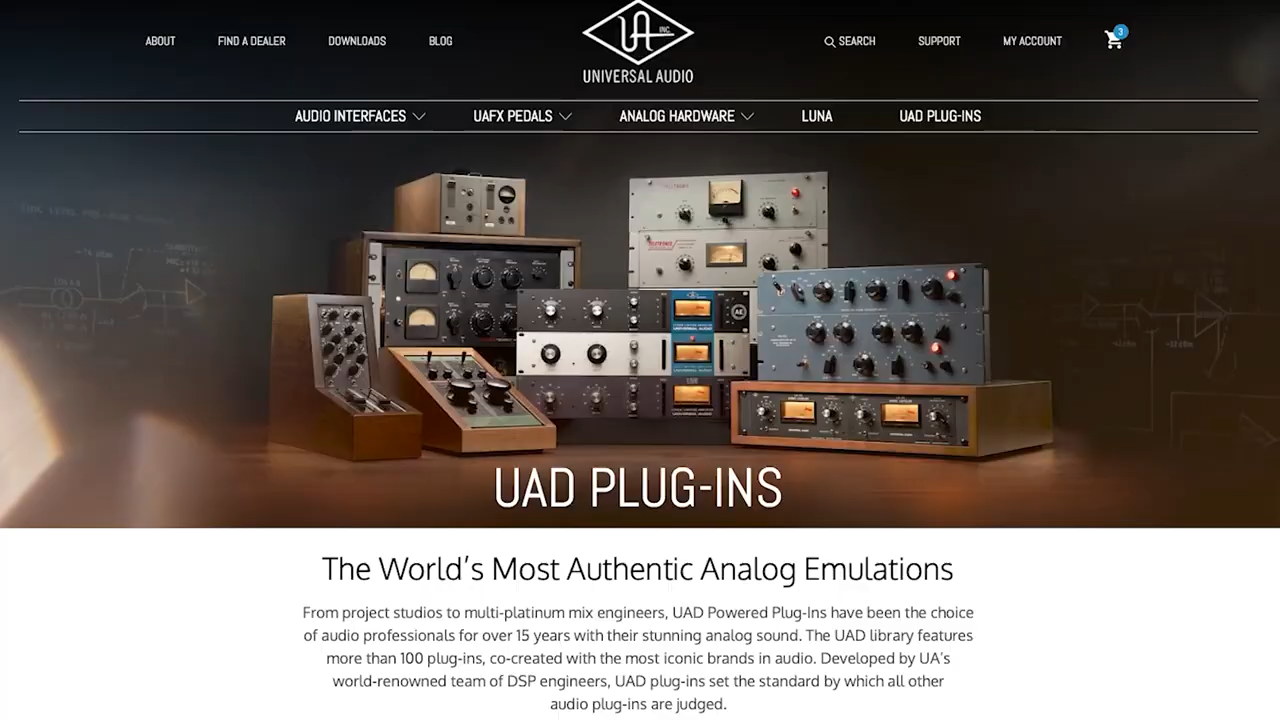 ABOUT
FIND A DEALER
DOWNLOADS
BLOG
UA INC.
UNIVERSAL AUDIO
SEARCH
SUPPORT
MY ACCOUNT
3
AUDIO INTERFACES
UAFX PEDALS
ANALOG HARDWARE
LUNA
UAD PLUG-INS
UNIVERSAL AUDIO
UNIVERSAL AUDIO
UAD PLUG-INS
The World's Most Authentic Analog Emulations
From project studios to multi-platinum mix engineers, UAD Powered Plug-Ins have been the choice
of audio professionals for over 15 years with their stunning analog sound. The UAD library features
more than 100 plug-ins, co-created with the most iconic brands in audio. Developed by UA's
world-renowned team of DSP engineers, UAD plug-ins set the standard by which all other
audio plug-ins are judged.